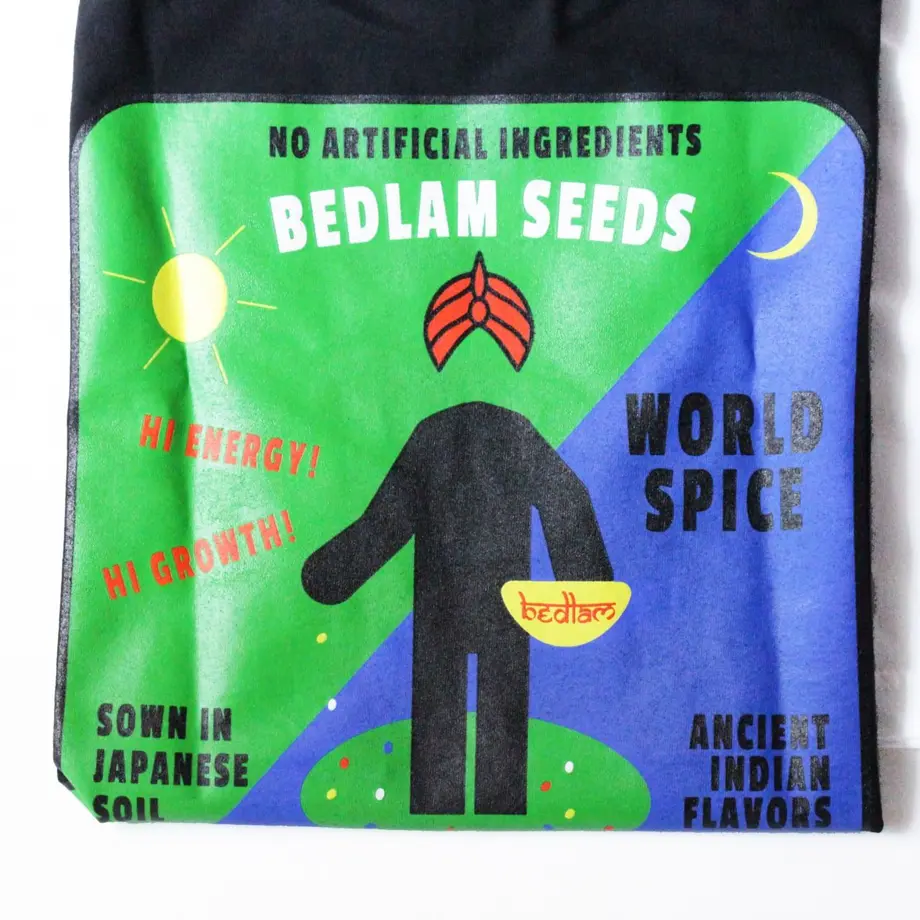 NO ARTIFICIAL INGREDIENTS
BEDLAM SEEDS
HI ENERGY!
HI GROWTH!
WORLD
SPICE
bedlam
SOWN IN
JAPANESE
SOIL
ANCIENT
INDIAN
FLAVORS